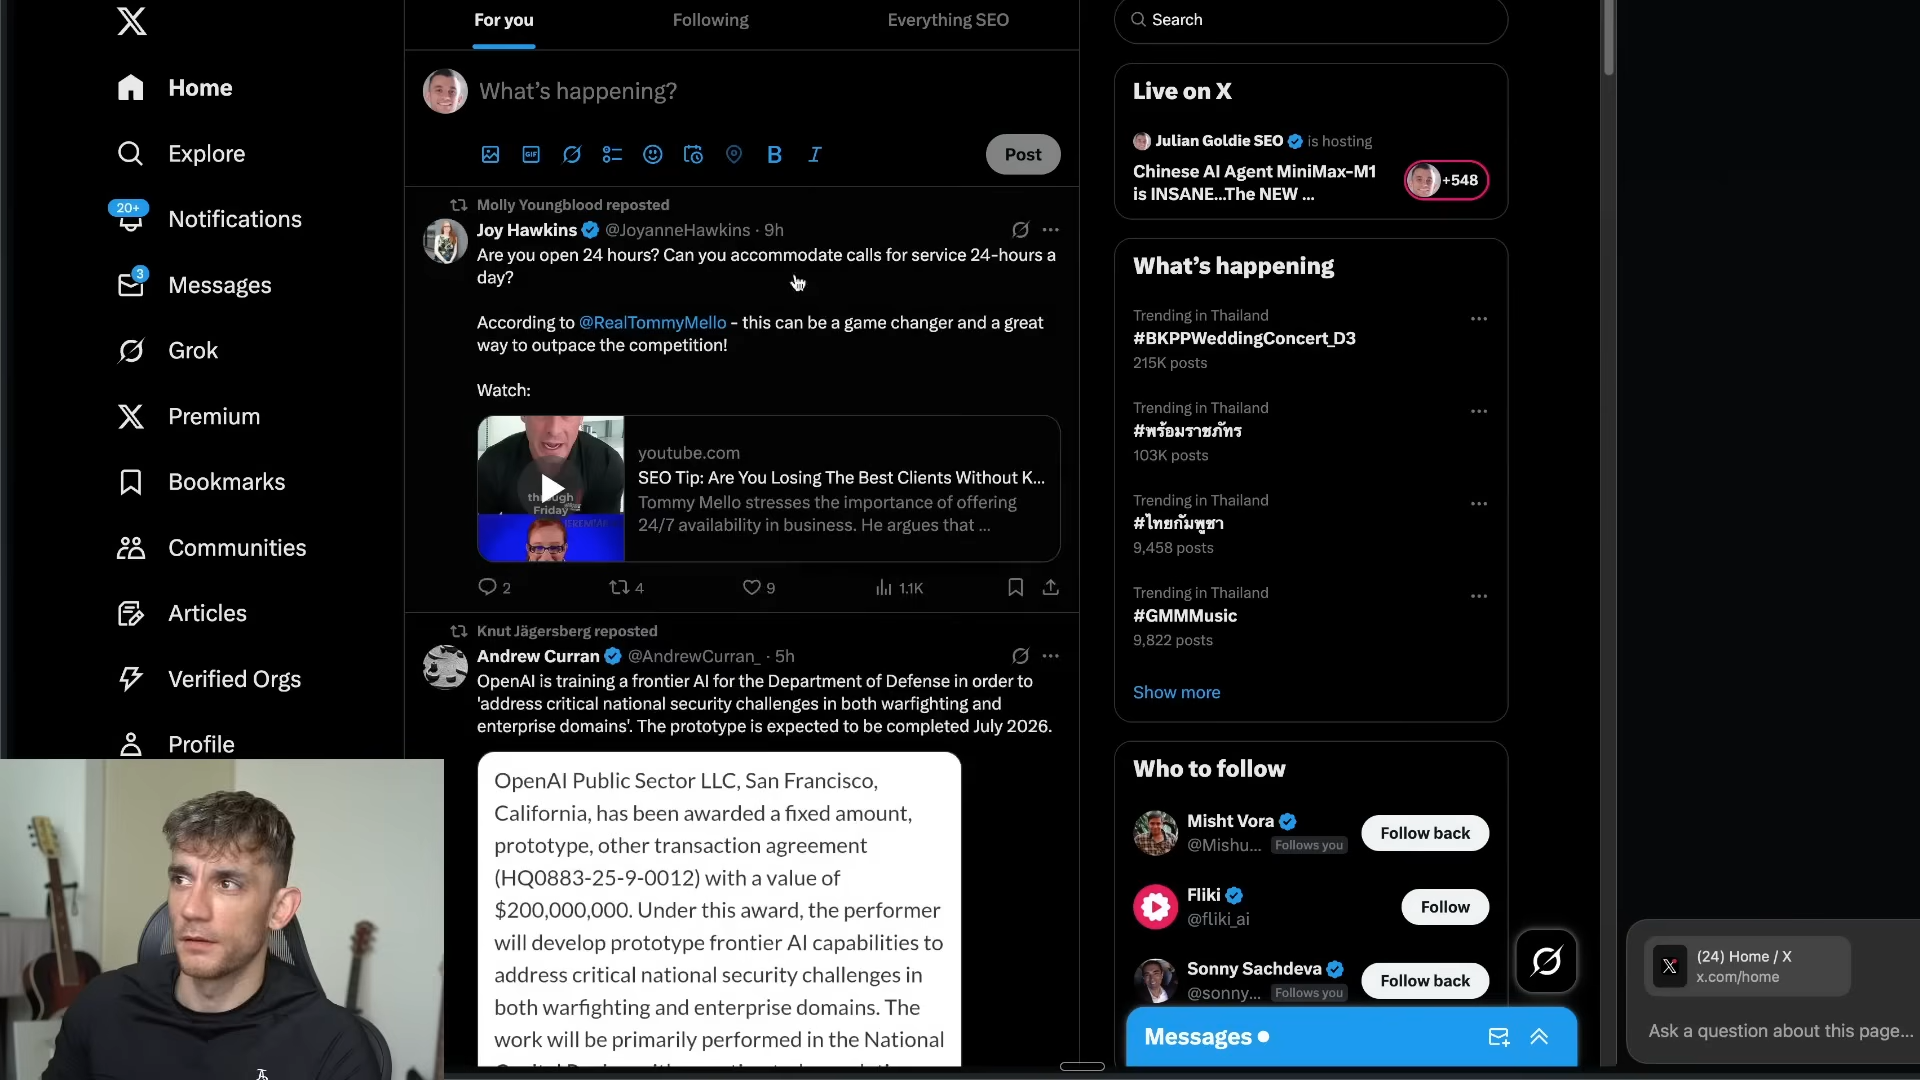 For you
Following
Everything SEO
Search
Home
Explore
20+
Notifications
3
Messages
Grok
Premium
Bookmarks
Communities
Articles
Verified Orgs
Profile
What's happening?
GIF
B I
Post
Molly Youngblood reposted
Joy Hawkins @JoyanneHawkins · 9h
Are you open 24 hours? Can you accommodate calls for service 24-hours a
day?
According to @RealTommyMello - this can be a game changer and a great
way to outpace the competition!
Watch:
through
Friday
youtube.com
SEO Tip: Are You Losing The Best Clients Without K...
Tommy Mello stresses the importance of offering
24/7 availability in business. He argues that ...
2
4
9
1.1K
Knut Jägersberg reposted
Andrew Curran @AndrewCurran_ · 5h
OpenAI is training a frontier AI for the Department of Defense in order to
'address critical national security challenges in both warfighting and
enterprise domains'. The prototype is expected to be completed July 2026.
OpenAI Public Sector LLC, San Francisco,
California, has been awarded a fixed amount,
prototype, other transaction agreement
(HQ0883-25-9-0012) with a value of
$200,000,000. Under this award, the performer
will develop prototype frontier AI capabilities to
address critical national security challenges in
both warfighting and enterprise domains. The
work will be primarily performed in the National
Live on X
Julian Goldie SEO is hosting
Chinese AI Agent MiniMax-M1
is INSANE...The NEW ...
+548
What's happening
Trending in Thailand
#BKPPWeddingConcert_D3
215K posts
Trending in Thailand
#พร้อมราชภัทร
103K posts
Trending in Thailand
#ไทยกัมพูชา
9,458 posts
Trending in Thailand
#GMMMusic
9,822 posts
Show more
Who to follow
Misht Vora
@Mishu... Follows you
Follow back
Fliki
@fliki_ai
Follow
Sonny Sachdeva
@sonny... Follows you
Follow back
Messages
(24) Home / X
x.com/home
Ask a question about this page...